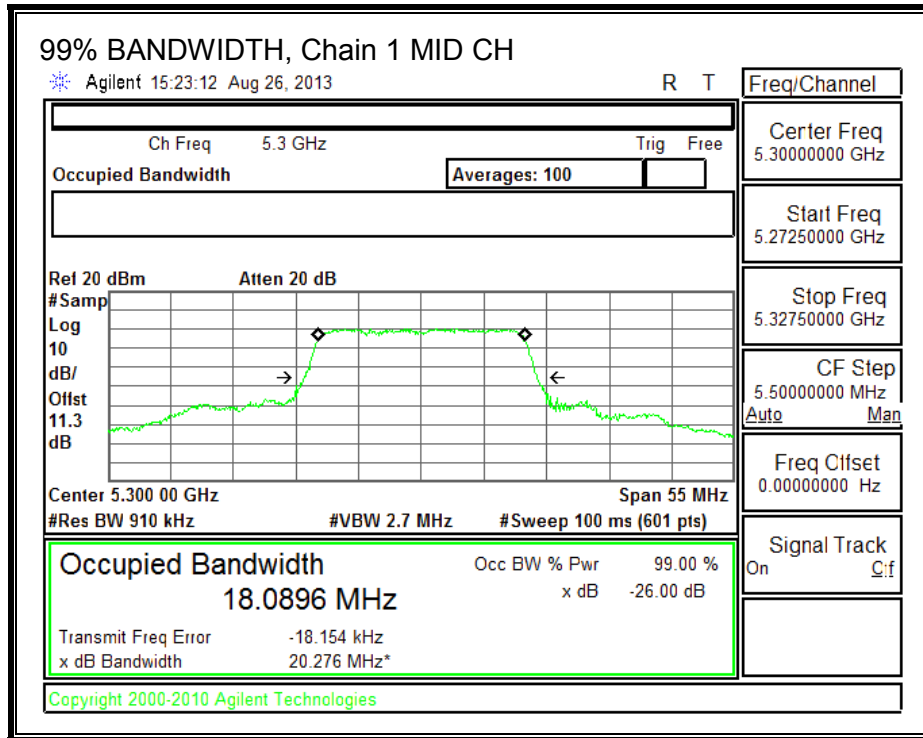 99% BANDWIDTH, Chain 1 MID CH
Agilent 15:23:12 Aug 26, 2013 R T
Freq/Channel
Ch Freq 5.3 GHz Trig Free
Occupied Bandwidth Averages: 100
Center Freq
5.30000000 GHz
Start Freq
5.27250000 GHz
Stop Freq
5.32750000 GHz
CF Step
5.50000000 MHz
Auto Man
Freq Offset
0.00000000 Hz
Signal Track
On Off
Ref 20 dBm Atten 20 dB
#Samp
Log
10
dB/
Offst
11.3
dB
Center 5.300 00 GHz Span 55 MHz
#Res BW 910 kHz #VBW 2.7 MHz #Sweep 100 ms (601 pts)
Occupied Bandwidth
18.0896 MHz
Occ BW % Pwr 99.00 %
x dB -26.00 dB
Transmit Freq Error -18.154 kHz
x dB Bandwidth 20.276 MHz*
Copyright 2000-2010 Agilent Technologies